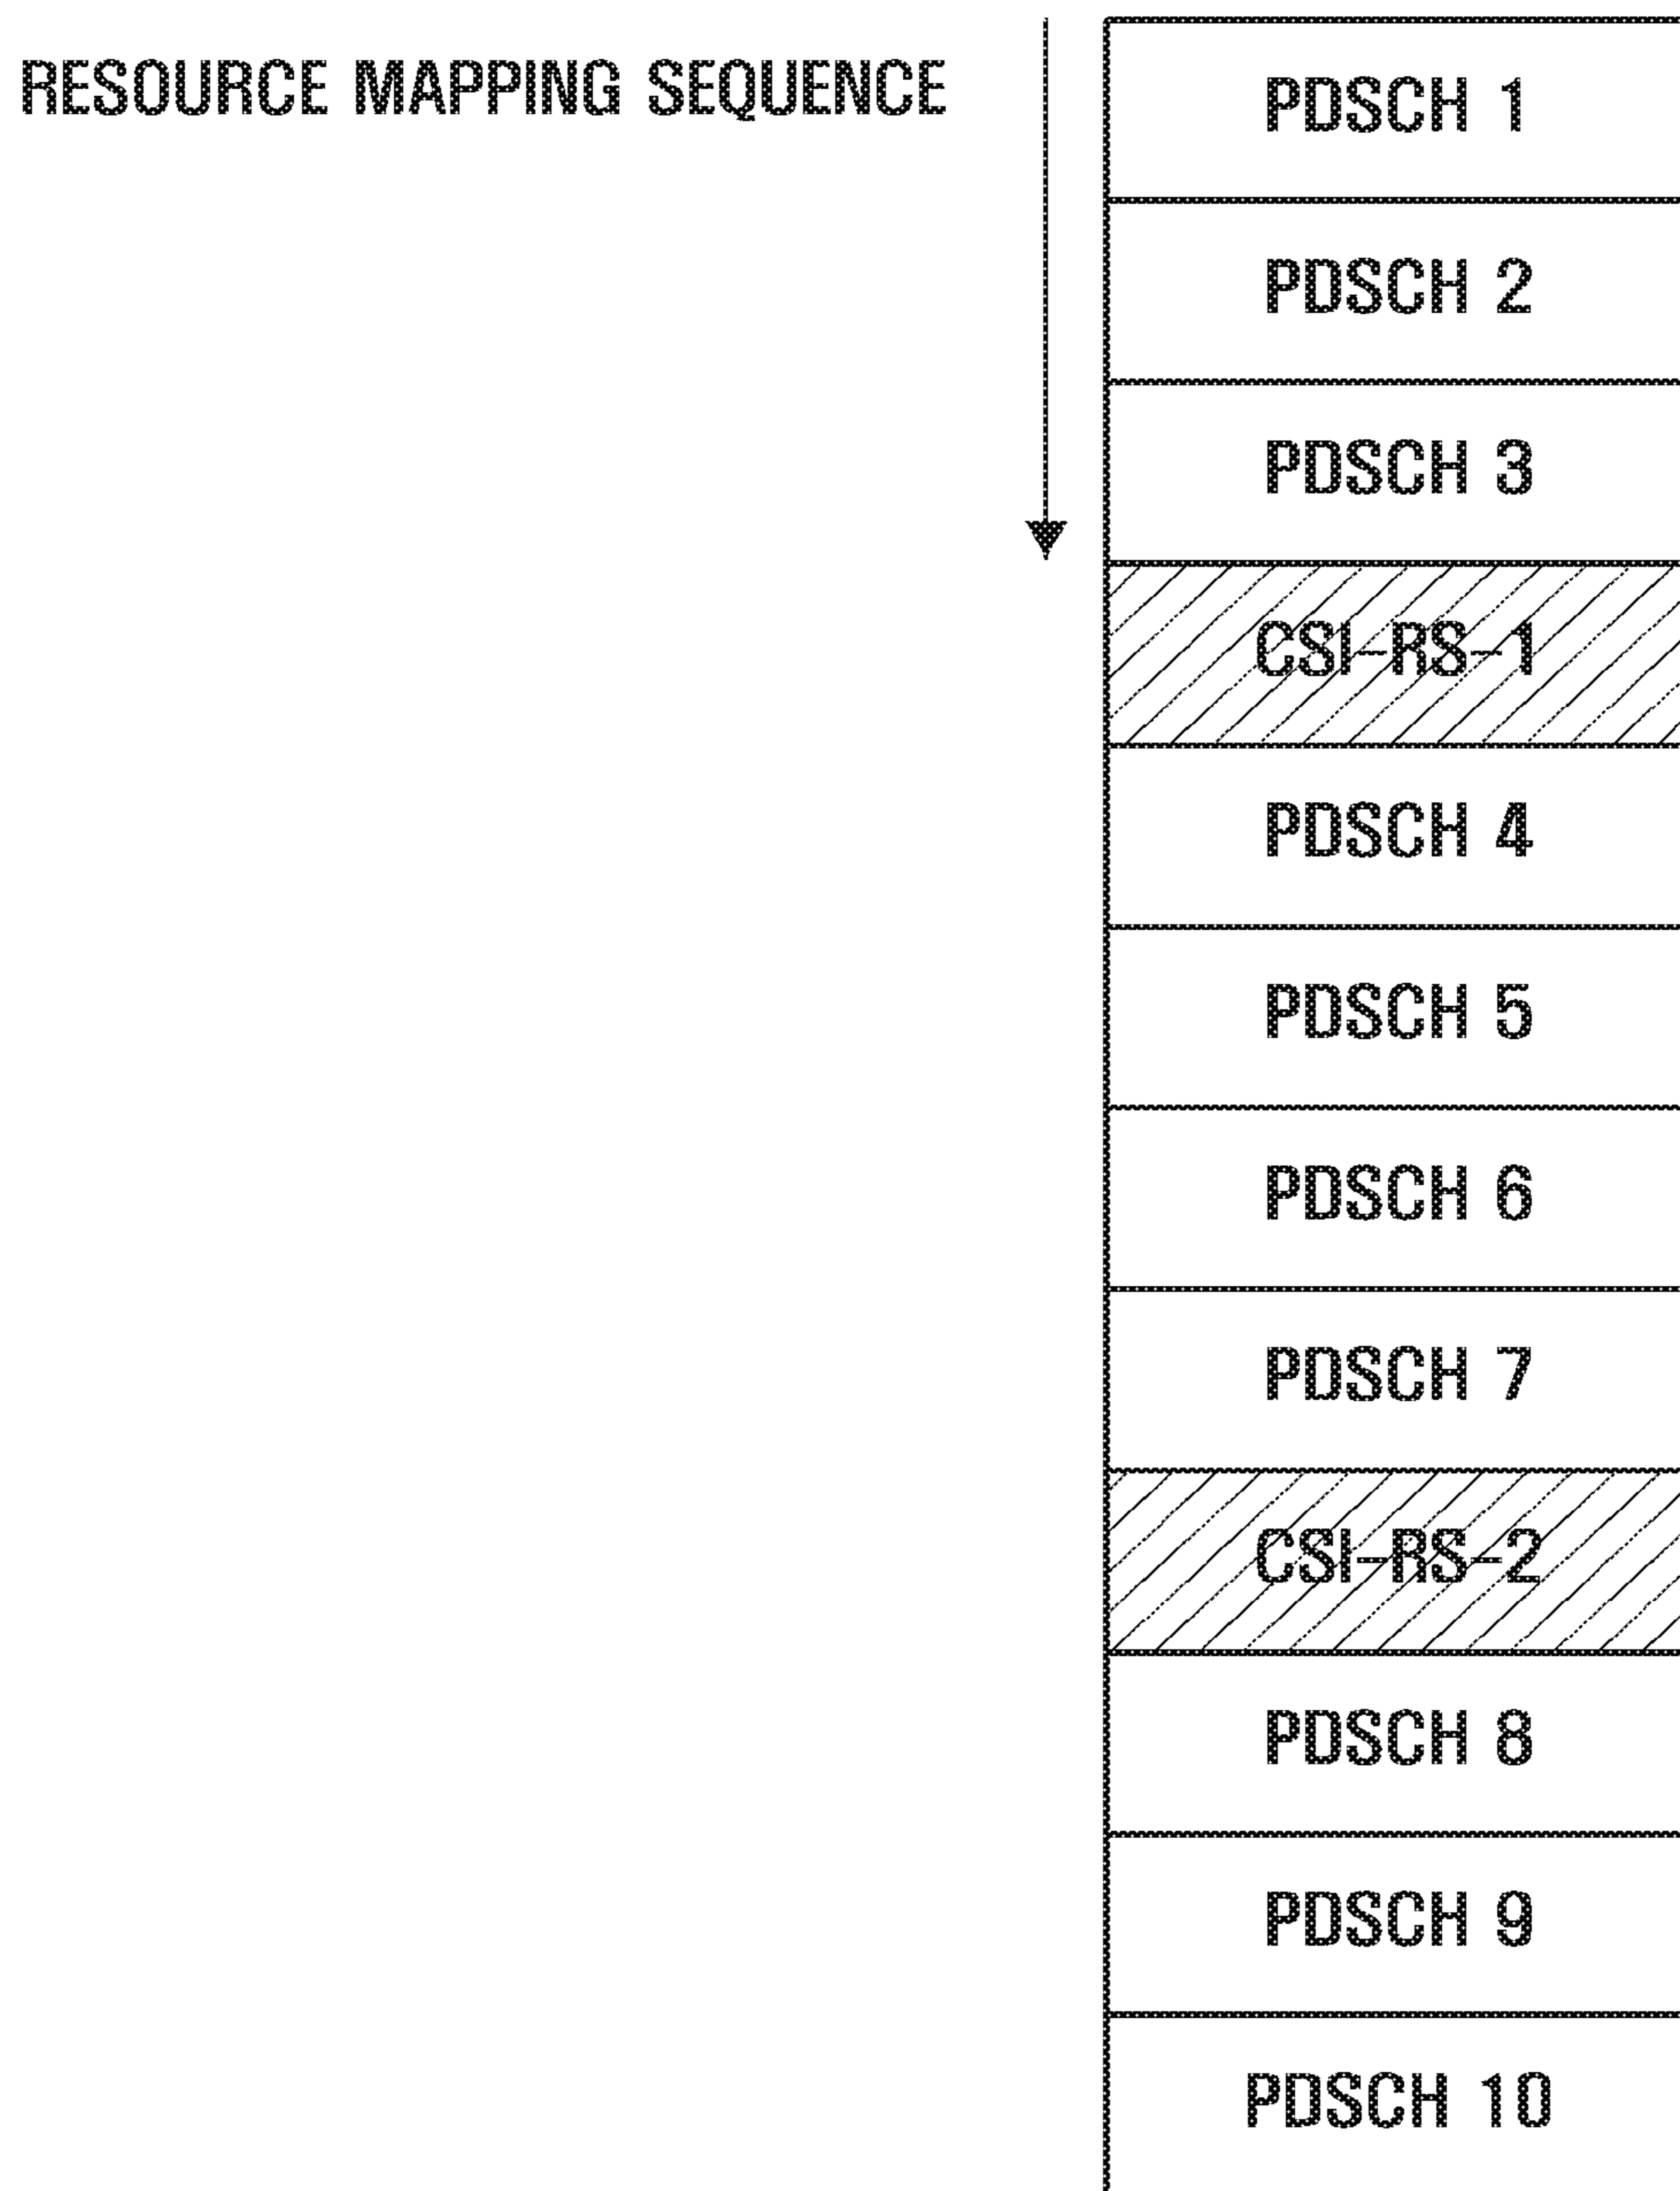 RESOURCE MAPPING SEQUENCE
PDSCH 1
PDSCH 2
PDSCH 3
CSI-RS-1
PDSCH 4
PDSCH 5
PDSCH 6
PDSCH 7
CSI-RS-2
PDSCH 8
PDSCH 9
PDSCH 10